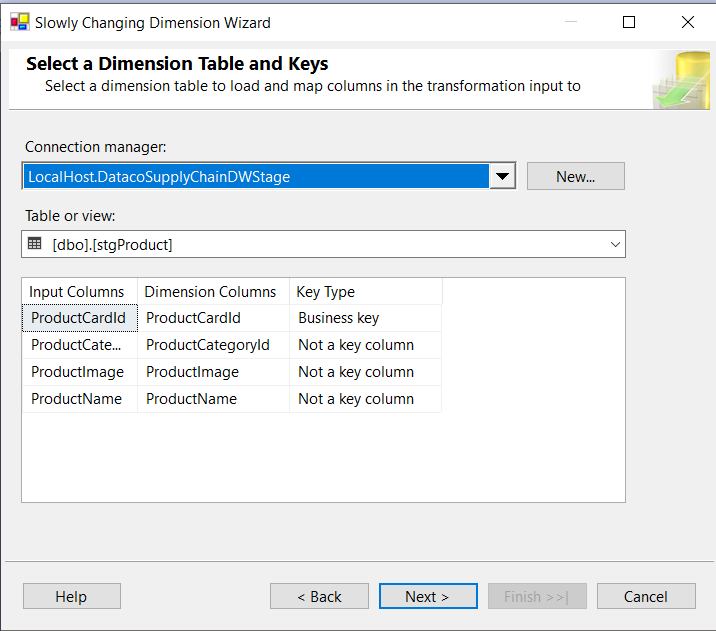 Slowly Changing Dimension Wizard
Select a Dimension Table and Keys
Select a dimension table to load and map columns in the transformation input to
Connection manager:
LocalHost.DatacoSupplyChainDWStage New...
Table or view:
[dbo].[stgProduct]
Input Columns Dimension Columns Key Type
ProductCardId ProductCardId Business key
ProductCate... ProductCategoryId Not a key column
ProductImage ProductImage Not a key column
ProductName ProductName Not a key column
Help < Back Next > Finish >>| Cancel